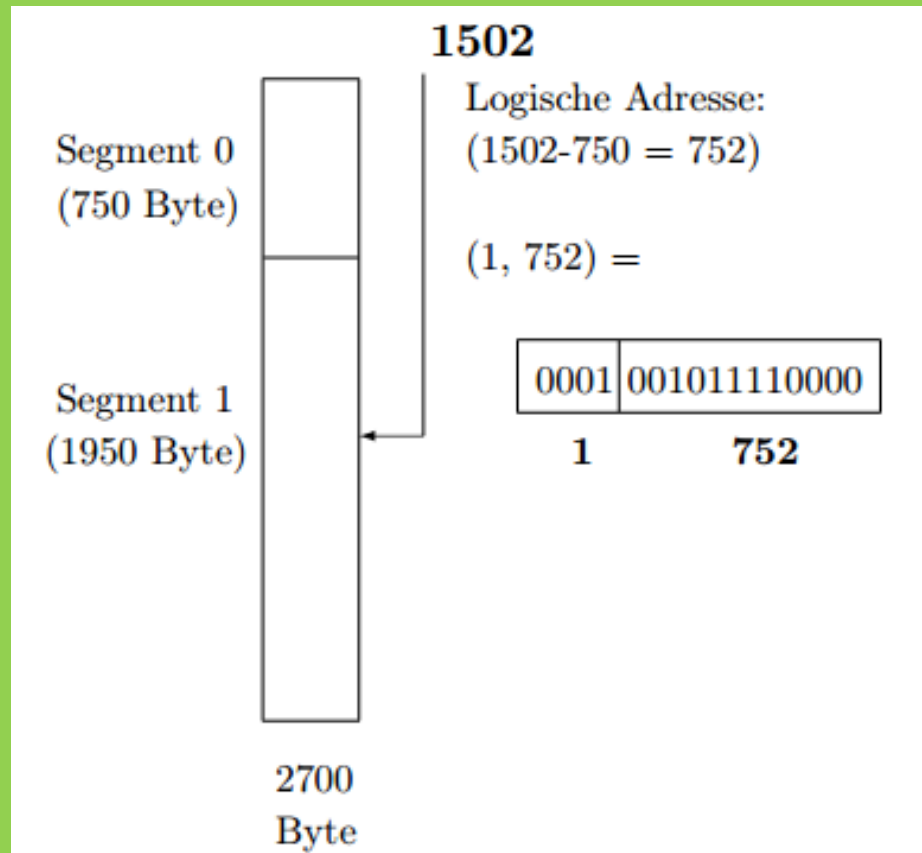 1502
Logische Adresse:
(1502-750 = 752)
Segment 0
(750 Byte)
(1, 752) =
0001 001011110000
1 752
Segment 1
(1950 Byte)
2700
Byte